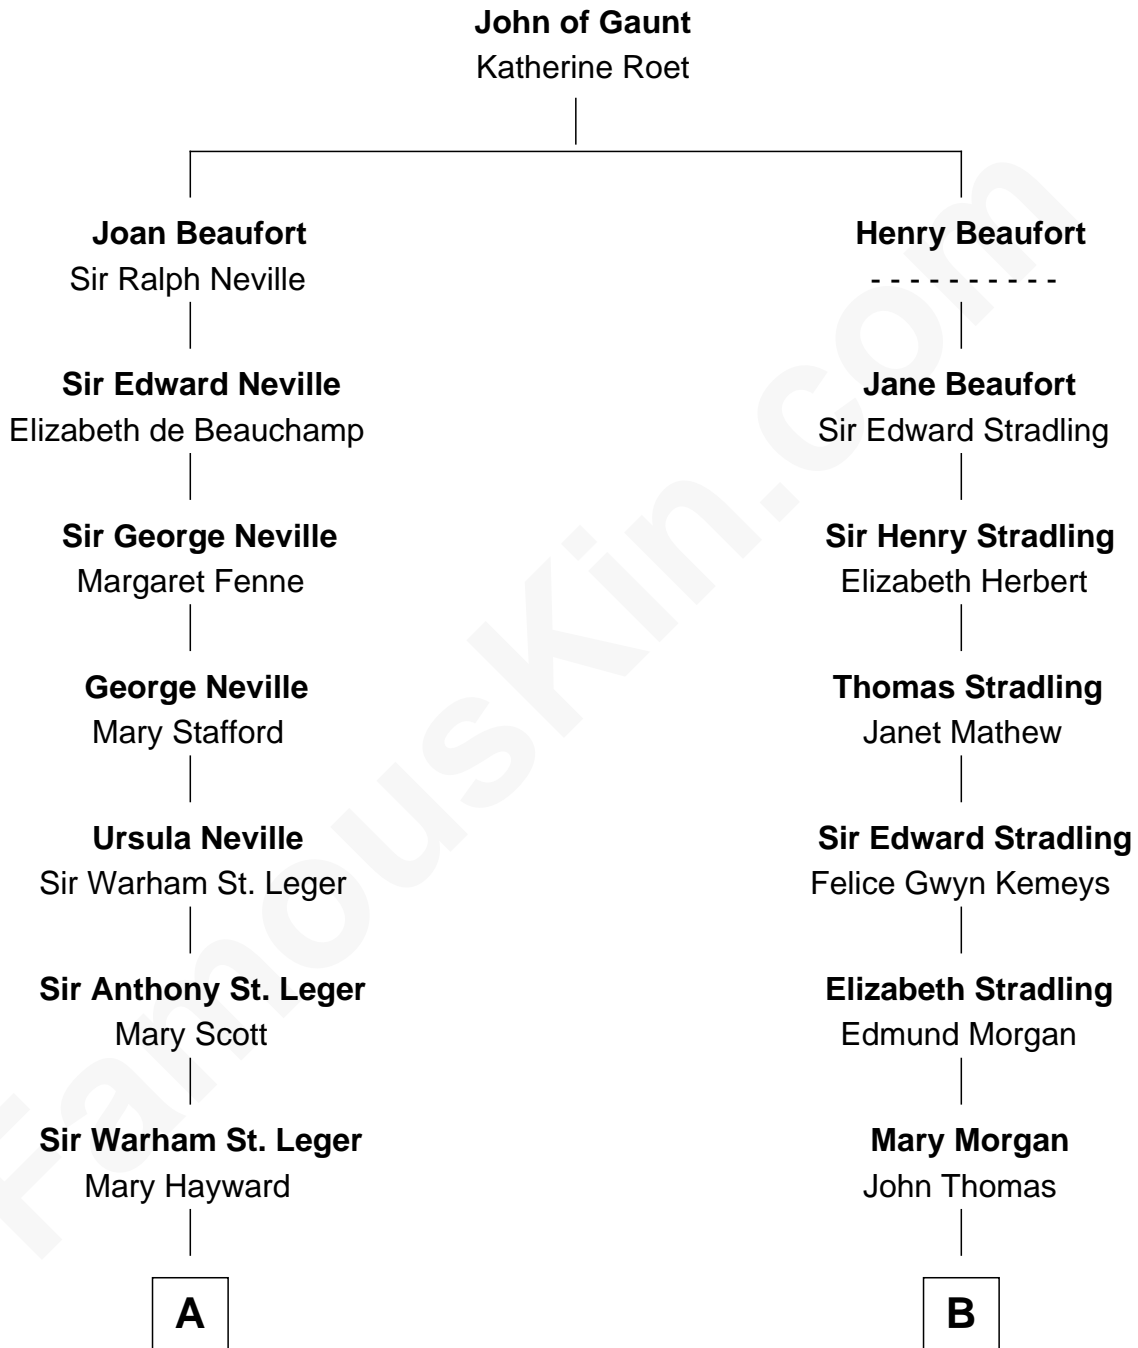 John of Gaunt
Katherine Roet
Joan Beaufort
Sir Ralph Neville
Sir Edward Neville
Elizabeth de Beauchamp
Sir George Neville
Margaret Fenne
George Neville
Mary Stafford
Ursula Neville
Sir Warham St. Leger
Sir Anthony St. Leger
Mary Scott
Sir Warham St. Leger
Mary Hayward
A
Henry Beaufort
- - - - - - - - - -
Jane Beaufort
Sir Edward Stradling
Sir Henry Stradling
Elizabeth Herbert
Thomas Stradling
Janet Mathew
Sir Edward Stradling
Felice Gwyn Kemeys
Elizabeth Stradling
Edmund Morgan
Mary Morgan
John Thomas
B
FamousKin.com